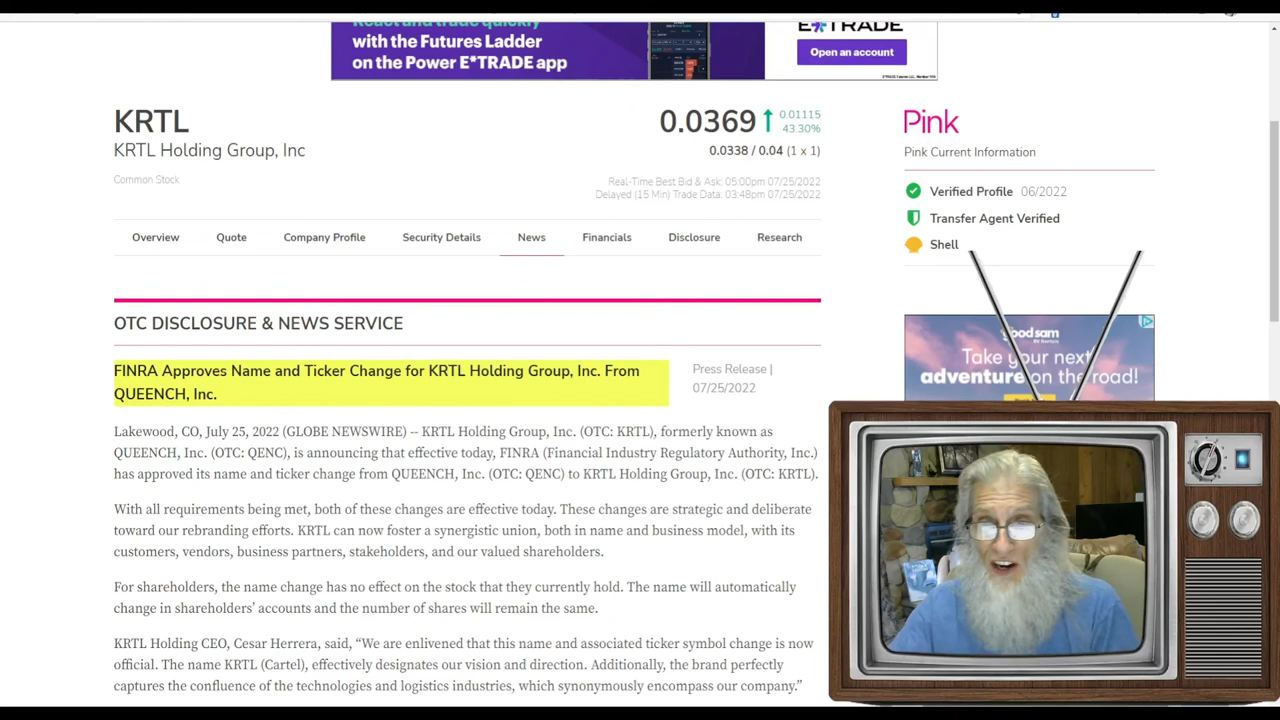 React and trade quickly
with the Futures Ladder
on the Power E*TRADE app
E*TRADE
Open an account
KRTL
KRTL Holding Group, Inc
Common Stock
0.0369
0.01115
43.30%
0.0338 / 0.04 (1 x 1)
Real-Time Best Bid & Ask: 05:00pm 07/25/2022
Delayed (15 Min) Trade Data: 03:48pm 07/25/2022
Pink
Pink Current Information
Verified Profile 06/2022
Transfer Agent Verified
Shell
Overview Quote Company Profile Security Details News Financials Disclosure Research
OTC DISCLOSURE & NEWS SERVICE
FINRA Approves Name and Ticker Change for KRTL Holding Group, Inc. From
QUEENCH, Inc.
Press Release |
07/25/2022
Lakewood, CO, July 25, 2022 (GLOBE NEWSWIRE) -- KRTL Holding Group, Inc. (OTC: KRTL), formerly known as
QUEENCH, Inc. (OTC: QENC), is announcing that effective today, FINRA (Financial Industry Regulatory Authority, Inc.)
has approved its name and ticker change from QUEENCH, Inc. (OTC: QENC) to KRTL Holding Group, Inc. (OTC: KRTL).
With all requirements being met, both of these changes are effective today. These changes are strategic and deliberate
toward our rebranding efforts. KRTL can now foster a synergistic union, both in name and business model, with its
customers, vendors, business partners, stakeholders, and our valued shareholders.
For shareholders, the name change has no effect on the stock that they currently hold. The name will automatically
change in shareholders’ accounts and the number of shares will remain the same.
KRTL Holding CEO, Cesar Herrera, said, “We are enlivened that this name and associated ticker symbol change is now
official. The name KRTL (Cartel), effectively designates our vision and direction. Additionally, the brand perfectly
captures the confluence of the technologies and logistics industries, which synonymously encompass our company.”
good sam
Take your next
adventure on the road!